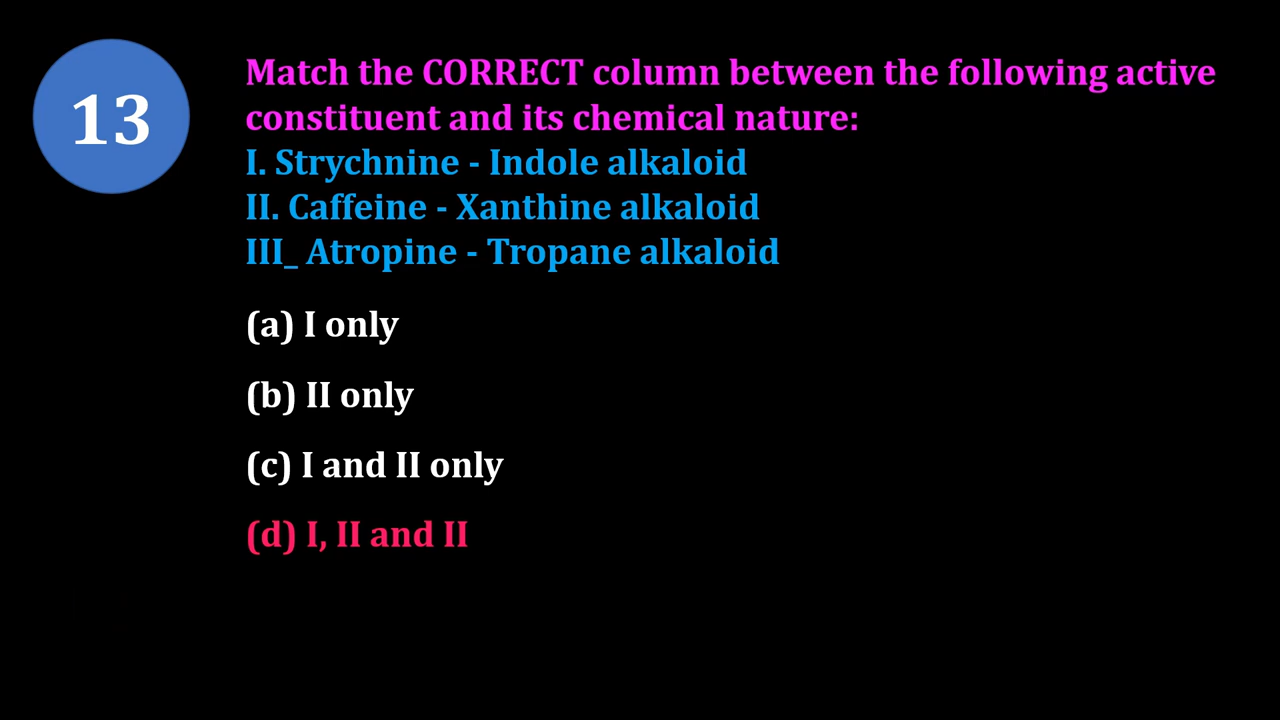 13
Match the CORRECT column between the following active
constituent and its chemical nature:
I. Strychnine - Indole alkaloid
II. Caffeine - Xanthine alkaloid
III_ Atropine - Tropane alkaloid
(a) I only
(b) II only
(c) I and II only
(d) I, II and II